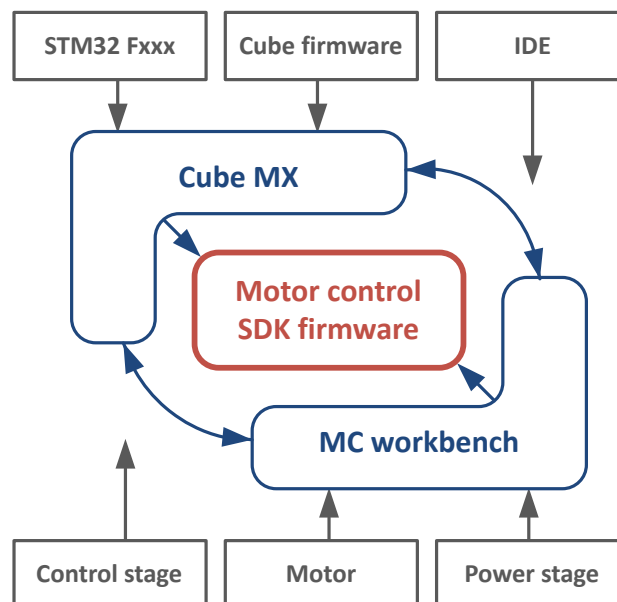 STM32 Fxxx
Cube firmware
IDE
Cube MX
Motor control
SDK firmware
MC workbench
Control stage
Motor
Power stage